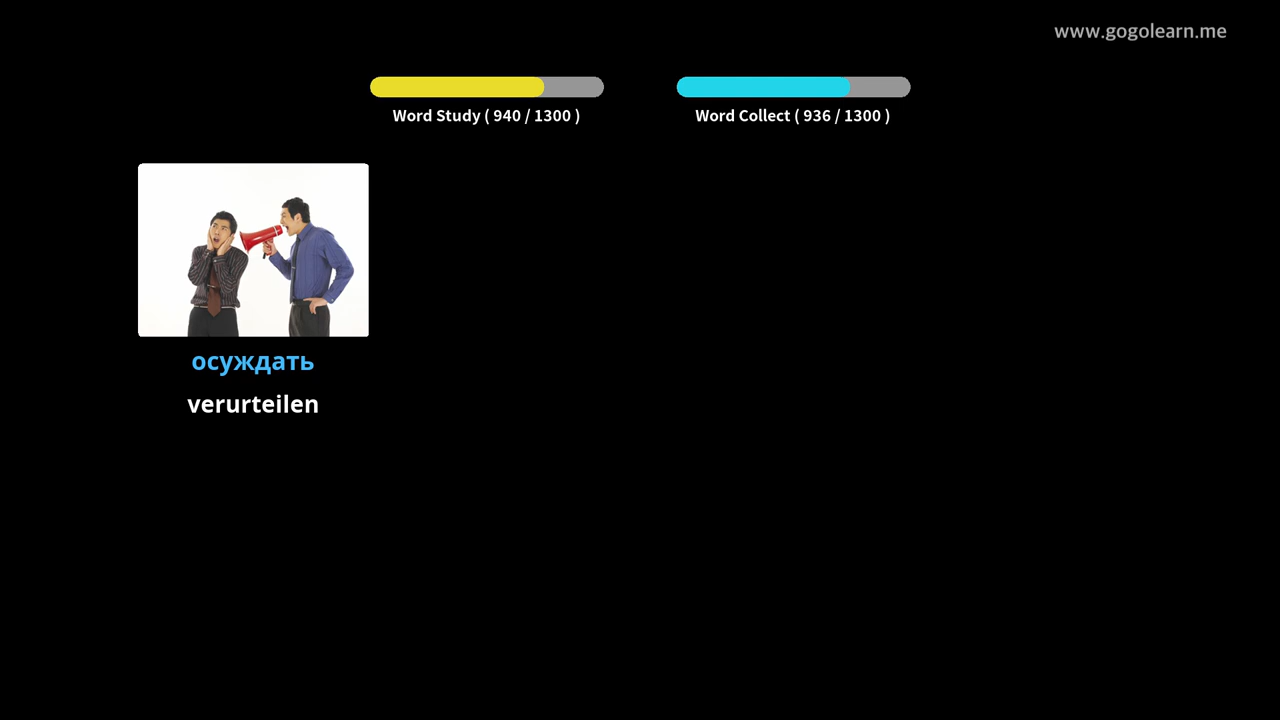 www.gogolearn.me
Word Study ( 940 / 1300 )
Word Collect ( 936 / 1300 )
осуждать
verurteilen